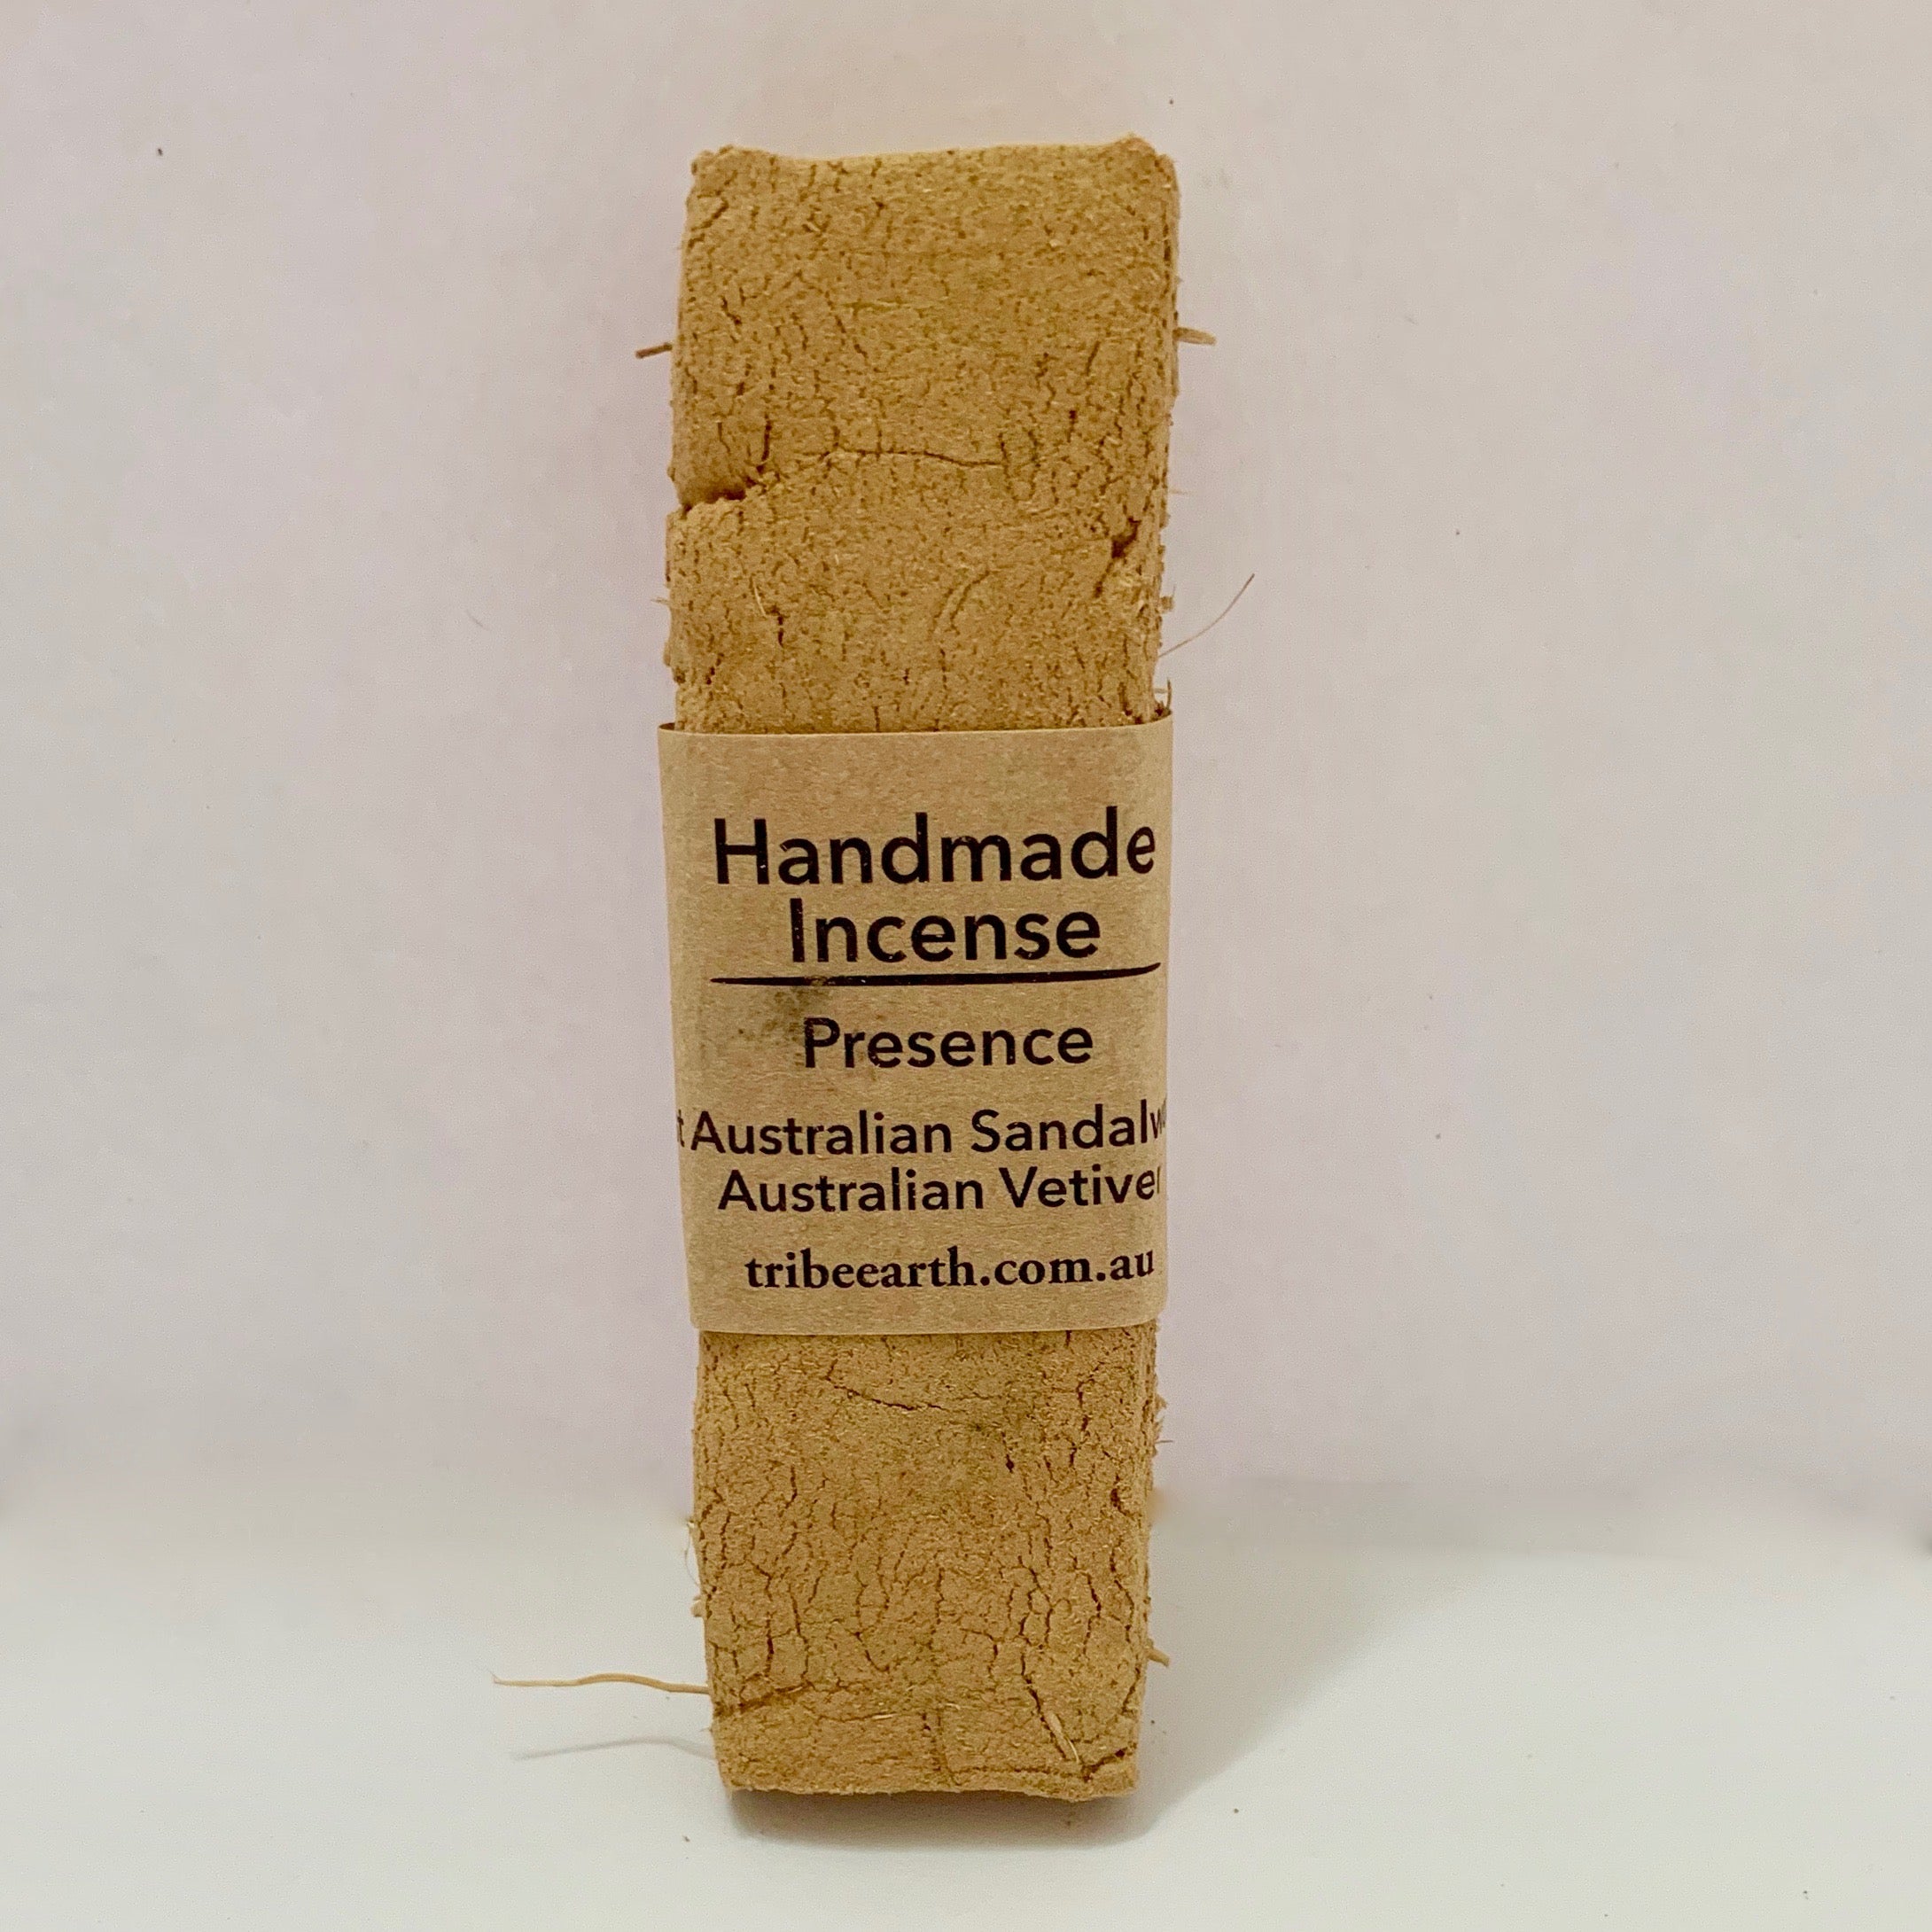 Handmade
Incense
Presence
t Australian Sandalw
Australian Vetiver
tribeearth.com.au